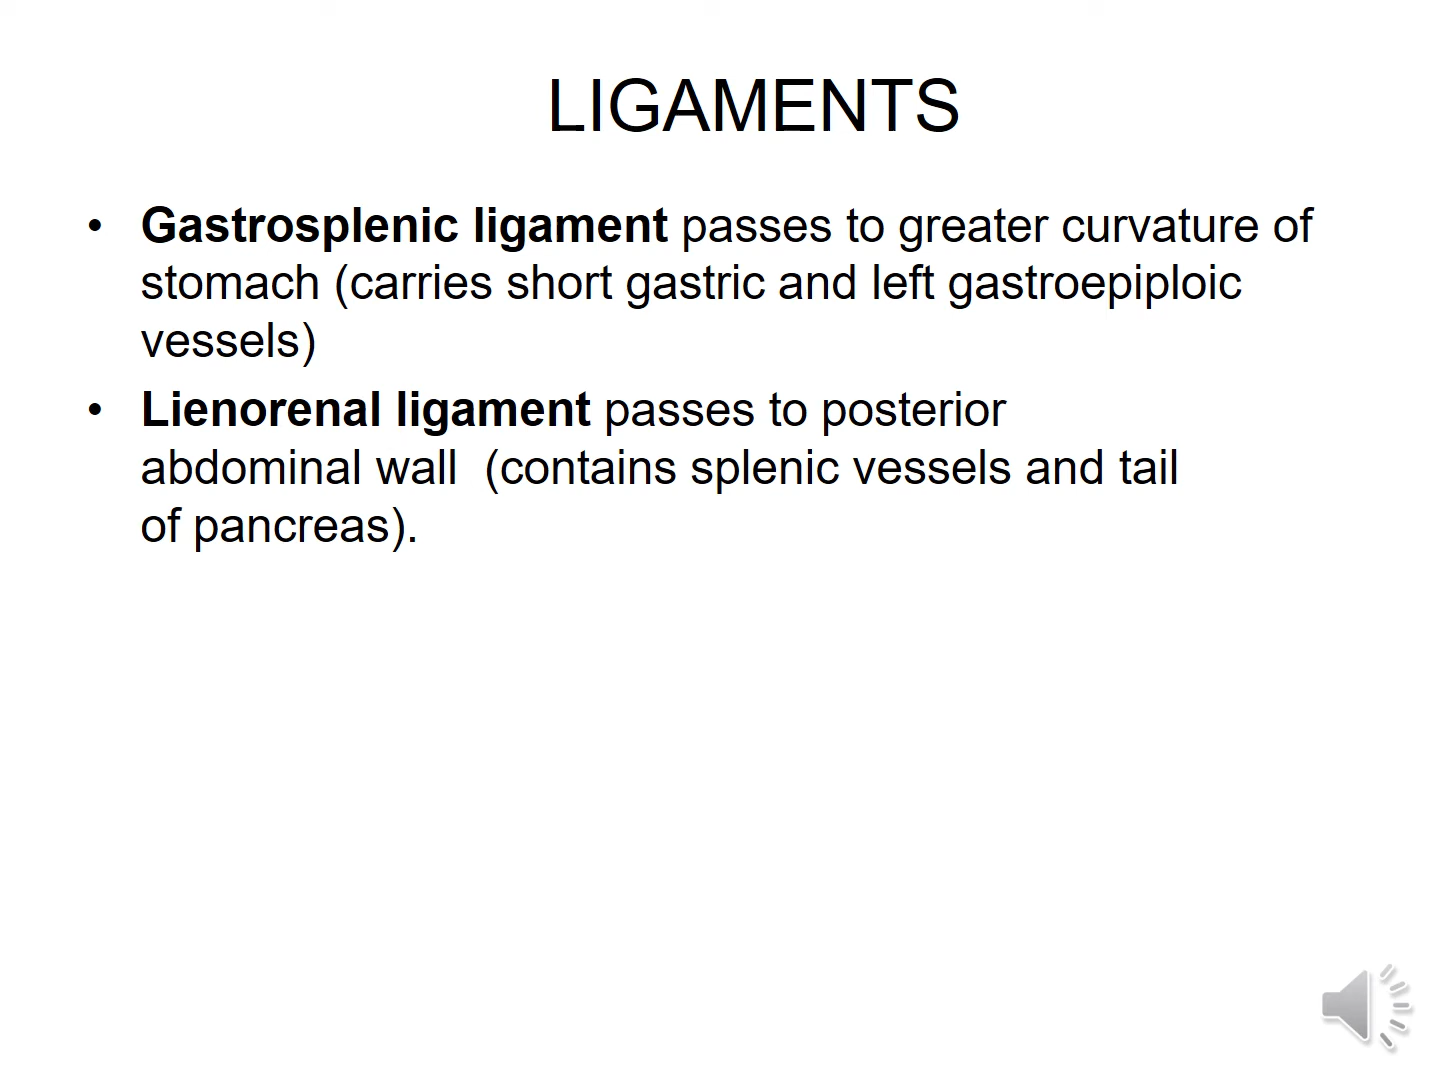 LIGAMENTS
• Gastrosplenic ligament passes to greater curvature of
stomach (carries short gastric and left gastroepiploic
vessels)
• Lienorenal ligament passes to posterior
abdominal wall  (contains splenic vessels and tail
of pancreas).